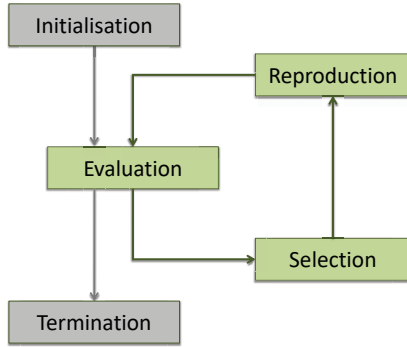 Initialisation
Reproduction
Evaluation
Selection
Termination